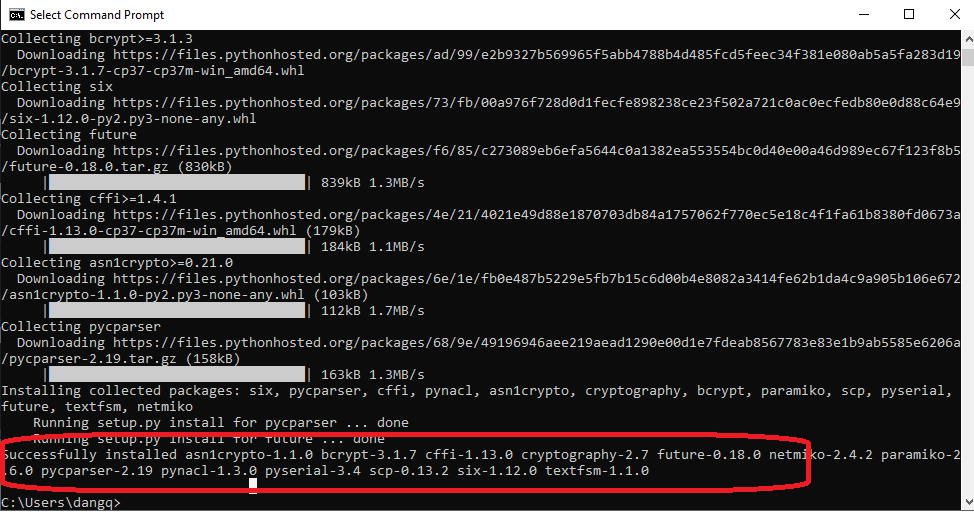 Select Command Prompt
Collecting bcrypt>=3.1.3
  Downloading https://files.pythonhosted.org/packages/ad/99/e2b9327b569965f5abb4788b4d485fcd5feec34f381e080ab5a5fa283d19
/bcrypt-3.1.7-cp37-cp37m-win_amd64.whl
Collecting six
  Downloading https://files.pythonhosted.org/packages/73/fb/00a976f728d0d1fecfe898238ce23f502a721c0ac0ecfedb80e0d88c64e9
/six-1.12.0-py2.py3-none-any.whl
Collecting future
  Downloading https://files.pythonhosted.org/packages/f6/85/c273089eb6efa5644c0a1382ea553554bc0d40e00a46d989ec67f123f8b5
/future-0.18.0.tar.gz (830kB)
     |████████████████████████████████| 839kB 1.3MB/s
Collecting cffi>=1.4.1
  Downloading https://files.pythonhosted.org/packages/4e/21/4021e49d88e1870703db84a1757062f770ec5e18c4f1fa61b8380fd0673a
/cffi-1.13.0-cp37-cp37m-win_amd64.whl (179kB)
     |████████████████████████████████| 184kB 1.1MB/s
Collecting asn1crypto>=0.21.0
  Downloading https://files.pythonhosted.org/packages/6e/1e/fb0e487b5229e5fb7b15c6d00b4e8082a3414fe62b1da4c9a905b106e672
/asn1crypto-1.1.0-py2.py3-none-any.whl (103kB)
     |████████████████████████████████| 112kB 1.7MB/s
Collecting pycparser
  Downloading https://files.pythonhosted.org/packages/68/9e/49196946aee219aead1290e00d1e7fdeab8567783e83e1b9ab5585e6206a
/pycparser-2.19.tar.gz (158kB)
     |████████████████████████████████| 163kB 1.3MB/s
Installing collected packages: six, pycparser, cffi, pynacl, asn1crypto, cryptography, bcrypt, paramiko, scp, pyserial,
future, textfsm, netmiko
    Running setup.py install for pycparser ... done
    Running setup.py install for future ... done
Successfully installed asn1crypto-1.1.0 bcrypt-3.1.7 cffi-1.13.0 cryptography-2.7 future-0.18.0 netmiko-2.4.2 paramiko-2
.6.0 pycparser-2.19 pynacl-1.3.0 pyserial-3.4 scp-0.13.2 six-1.12.0 textfsm-1.1.0
C:\Users\dangq>